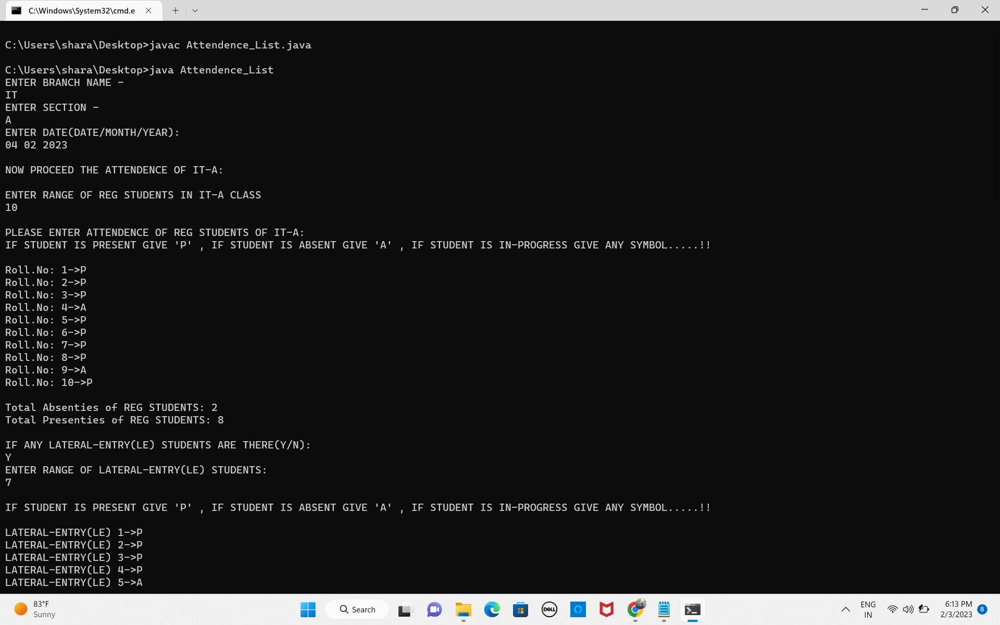 C:\Windows\System32\cmd.e
C:\Users\shara\Desktop>javac Attendence_List.java
C:\Users\shara\Desktop>java Attendence_List
ENTER BRANCH NAME -
IT
ENTER SECTION -
A
ENTER DATE(DATE/MONTH/YEAR):
04 02 2023
NOW PROCEED THE ATTENDENCE OF IT-A:
ENTER RANGE OF REG STUDENTS IN IT-A CLASS
10
PLEASE ENTER ATTENDENCE OF REG STUDENTS OF IT-A:
IF STUDENT IS PRESENT GIVE 'P' , IF STUDENT IS ABSENT GIVE 'A' , IF STUDENT IS IN-PROGRESS GIVE ANY SYMBOL.....!!
Roll.No: 1->P
Roll.No: 2->P
Roll.No: 3->P
Roll.No: 4->A
Roll.No: 5->P
Roll.No: 6->P
Roll.No: 7->P
Roll.No: 8->P
Roll.No: 9->A
Roll.No: 10->P
Total Absenties of REG STUDENTS: 2
Total Presenties of REG STUDENTS: 8
IF ANY LATERAL-ENTRY(LE) STUDENTS ARE THERE(Y/N):
Y
ENTER RANGE OF LATERAL-ENTRY(LE) STUDENTS:
7
IF STUDENT IS PRESENT GIVE 'P' , IF STUDENT IS ABSENT GIVE 'A' , IF STUDENT IS IN-PROGRESS GIVE ANY SYMBOL.....!!
LATERAL-ENTRY(LE) 1->P
LATERAL-ENTRY(LE) 2->P
LATERAL-ENTRY(LE) 3->P
LATERAL-ENTRY(LE) 4->P
LATERAL-ENTRY(LE) 5->A
83°F
Sunny
Search
DELL
ENG
IN
6:13 PM
2/3/2023
8